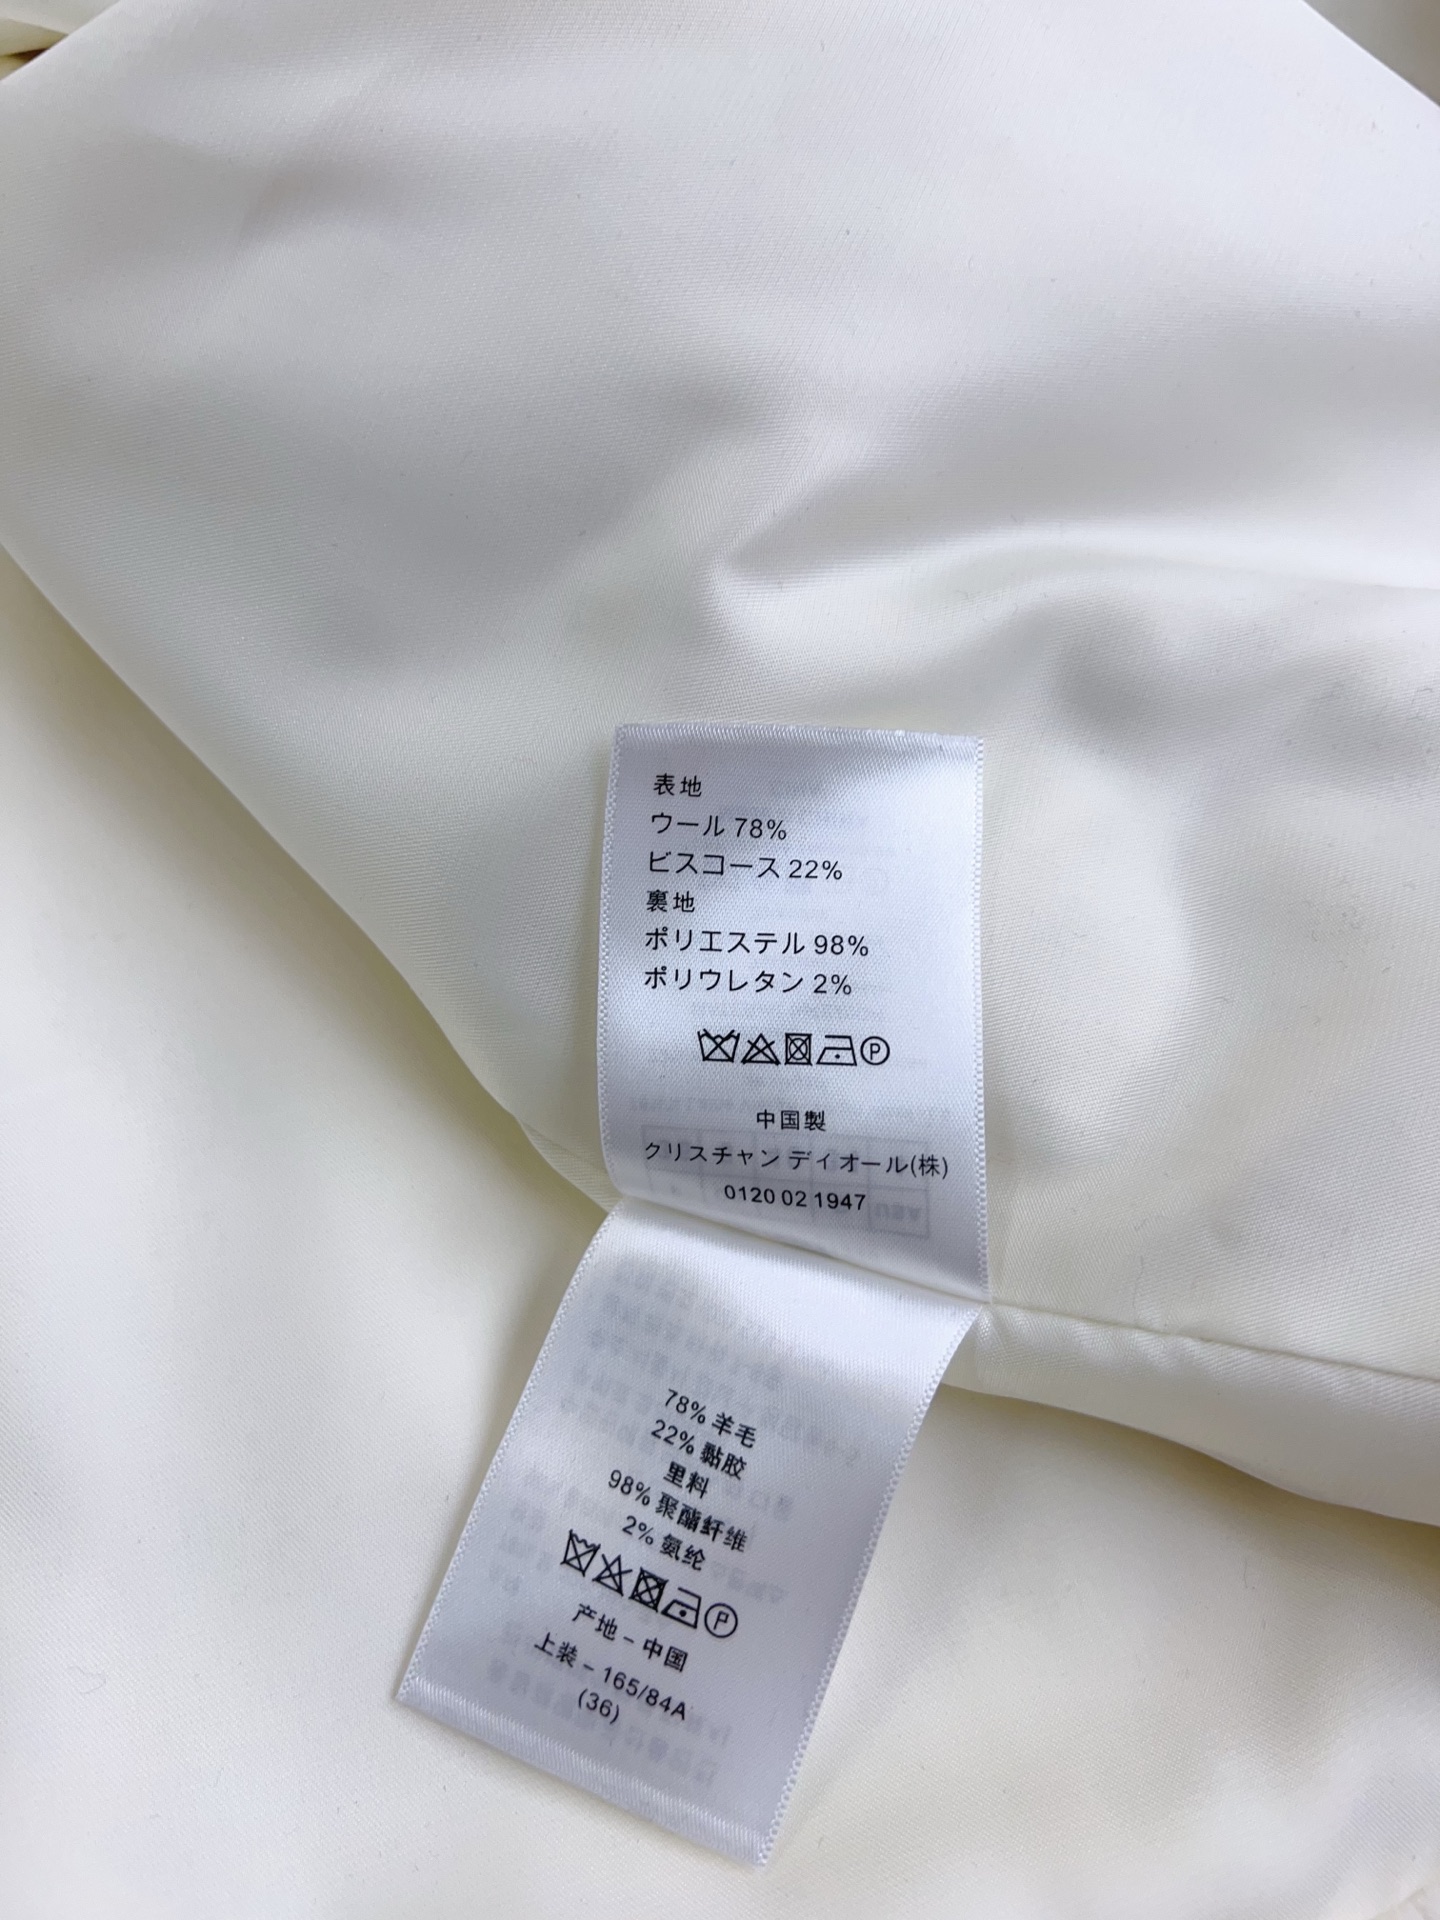 表地
ウール 78%
ビスコース 22%
裏地
ポリエステル 98%
ポリウレタン 2%
P
中国製
クリスチャン ディオール(株)
0120 02 1947
78% 羊毛
22% 黏胶
里料
98% 聚酯纤维
2% 氨纶
P
产地 – 中国
上装 – 165/84A
(36)